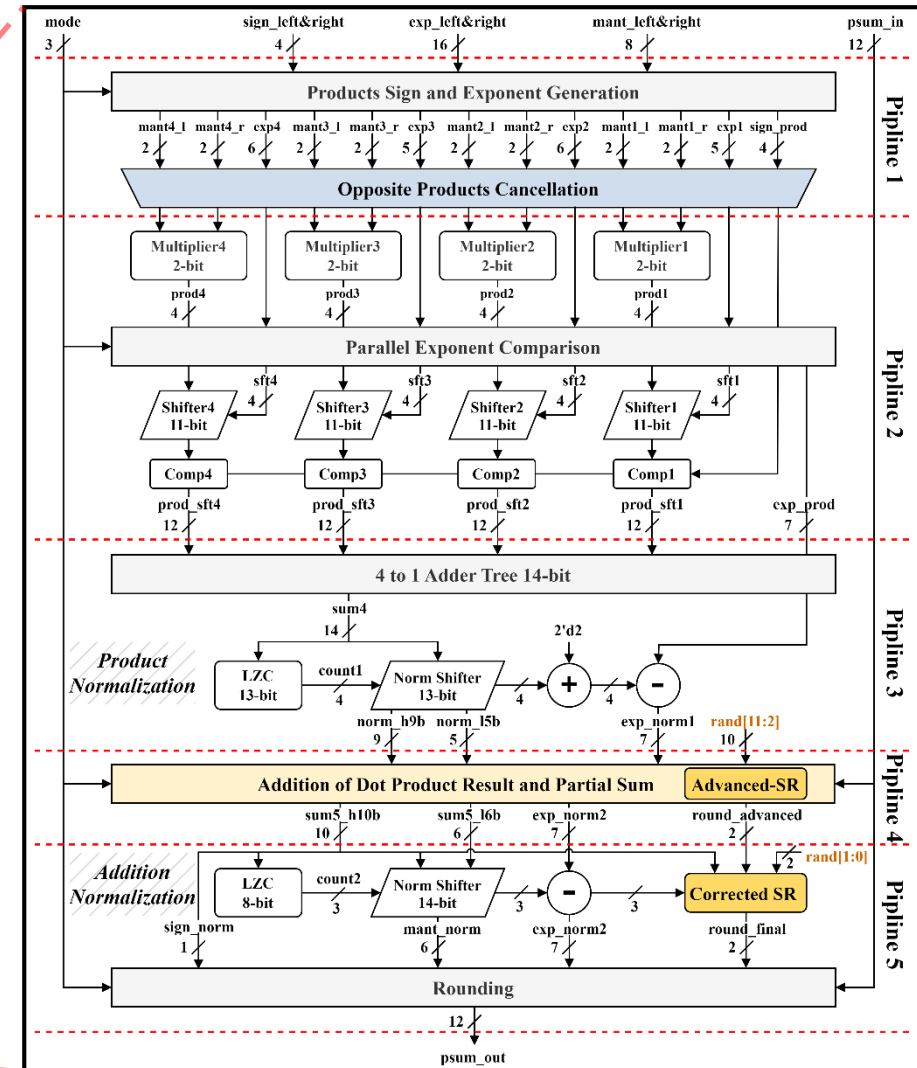 mode sign_left&right exp_left&right mant_left&right psum_in
3 4 16 8 12
Products Sign and Exponent Generation
mant4_l mant4_r exp4 mant3_l mant3_r exp3 mant2_l mant2_r exp2 mant1_l mant1_r exp1 sign_prod
2 2 6 2 2 5 2 2 6 2 2 5 4
Opposite Products Cancellation
Pipline 1
Multiplier4 Multiplier3 Multiplier2 Multiplier1
2-bit 2-bit 2-bit 2-bit
prod4 prod3 prod2 prod1
4 4 4 4
Parallel Exponent Comparison
sft4 sft3 sft2 sft1
4 4 4 4
Shifter4 Shifter3 Shifter2 Shifter1
11-bit 11-bit 11-bit 11-bit
Comp4 Comp3 Comp2 Comp1
prod_sft4 prod_sft3 prod_sft2 prod_sft1 exp_prod
12 12 12 12 7
Pipline 2
4 to 1 Adder Tree 14-bit
sum4
14
2'd2
Product
Normalization
LZC
13-bit
count1
4
Norm Shifter
13-bit
4
+
4
-
norm_h9b norm_l5b exp_norm1 rand[11:2]
9 5 7 10
Pipline 3
Addition of Dot Product Result and Partial Sum Advanced-SR
sum5_h10b sum5_l6b exp_norm2 round_advanced
10 6 7 2
Pipline 4
Addition
Normalization
LZC
8-bit
count2
3
Norm Shifter
14-bit
3
-
3
2
rand[1:0]
Corrected SR
sign_norm mant_norm exp_norm2 round_final
1 6 7 2
Pipline 5
Rounding
12
psum_out